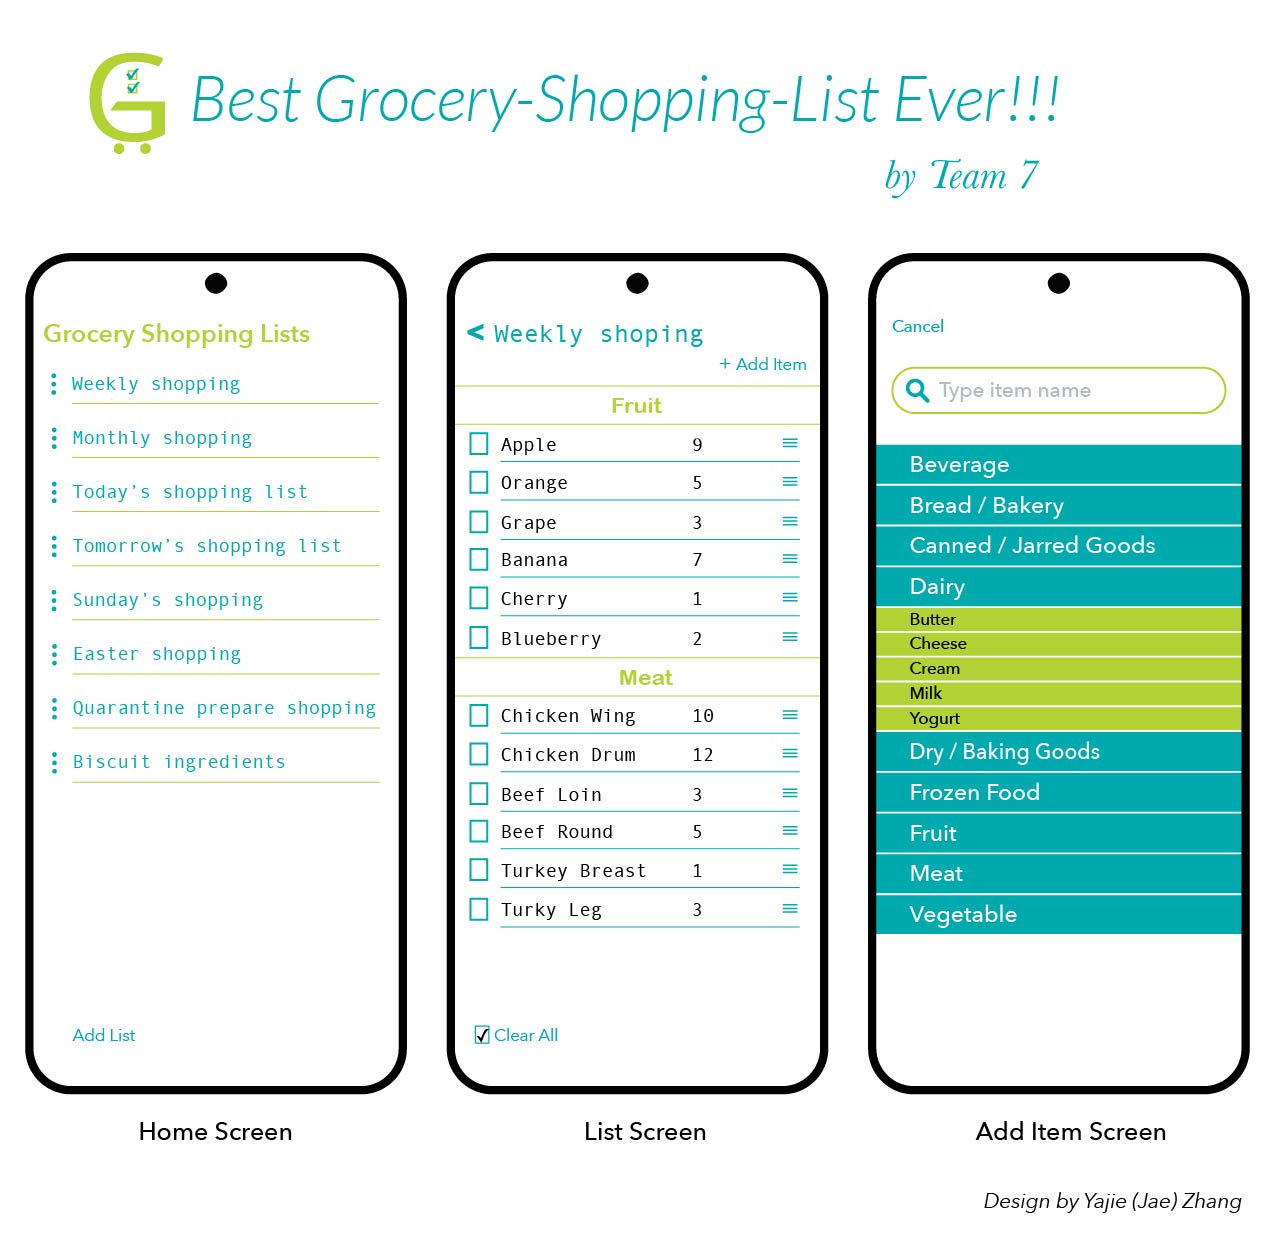 G
Best Grocery-Shopping-List Ever!!!
by Team 7
Grocery Shopping Lists
Weekly shopping
Monthly shopping
Today's shopping list
Tomorrow's shopping list
Sunday's shopping
Easter shopping
Quarantine prepare shopping
Biscuit ingredients
Add List
Home Screen
< Weekly shoping
+ Add Item
Fruit
Apple 9
Orange 5
Grape 3
Banana 7
Cherry 1
Blueberry 2
Meat
Chicken Wing 10
Chicken Drum 12
Beef Loin 3
Beef Round 5
Turkey Breast 1
Turky Leg 3
Clear All
List Screen
Cancel
Type item name
Beverage
Bread / Bakery
Canned / Jarred Goods
Dairy
Butter
Cheese
Cream
Milk
Yogurt
Dry / Baking Goods
Frozen Food
Fruit
Meat
Vegetable
Add Item Screen
Design by Yajie (Jae) Zhang